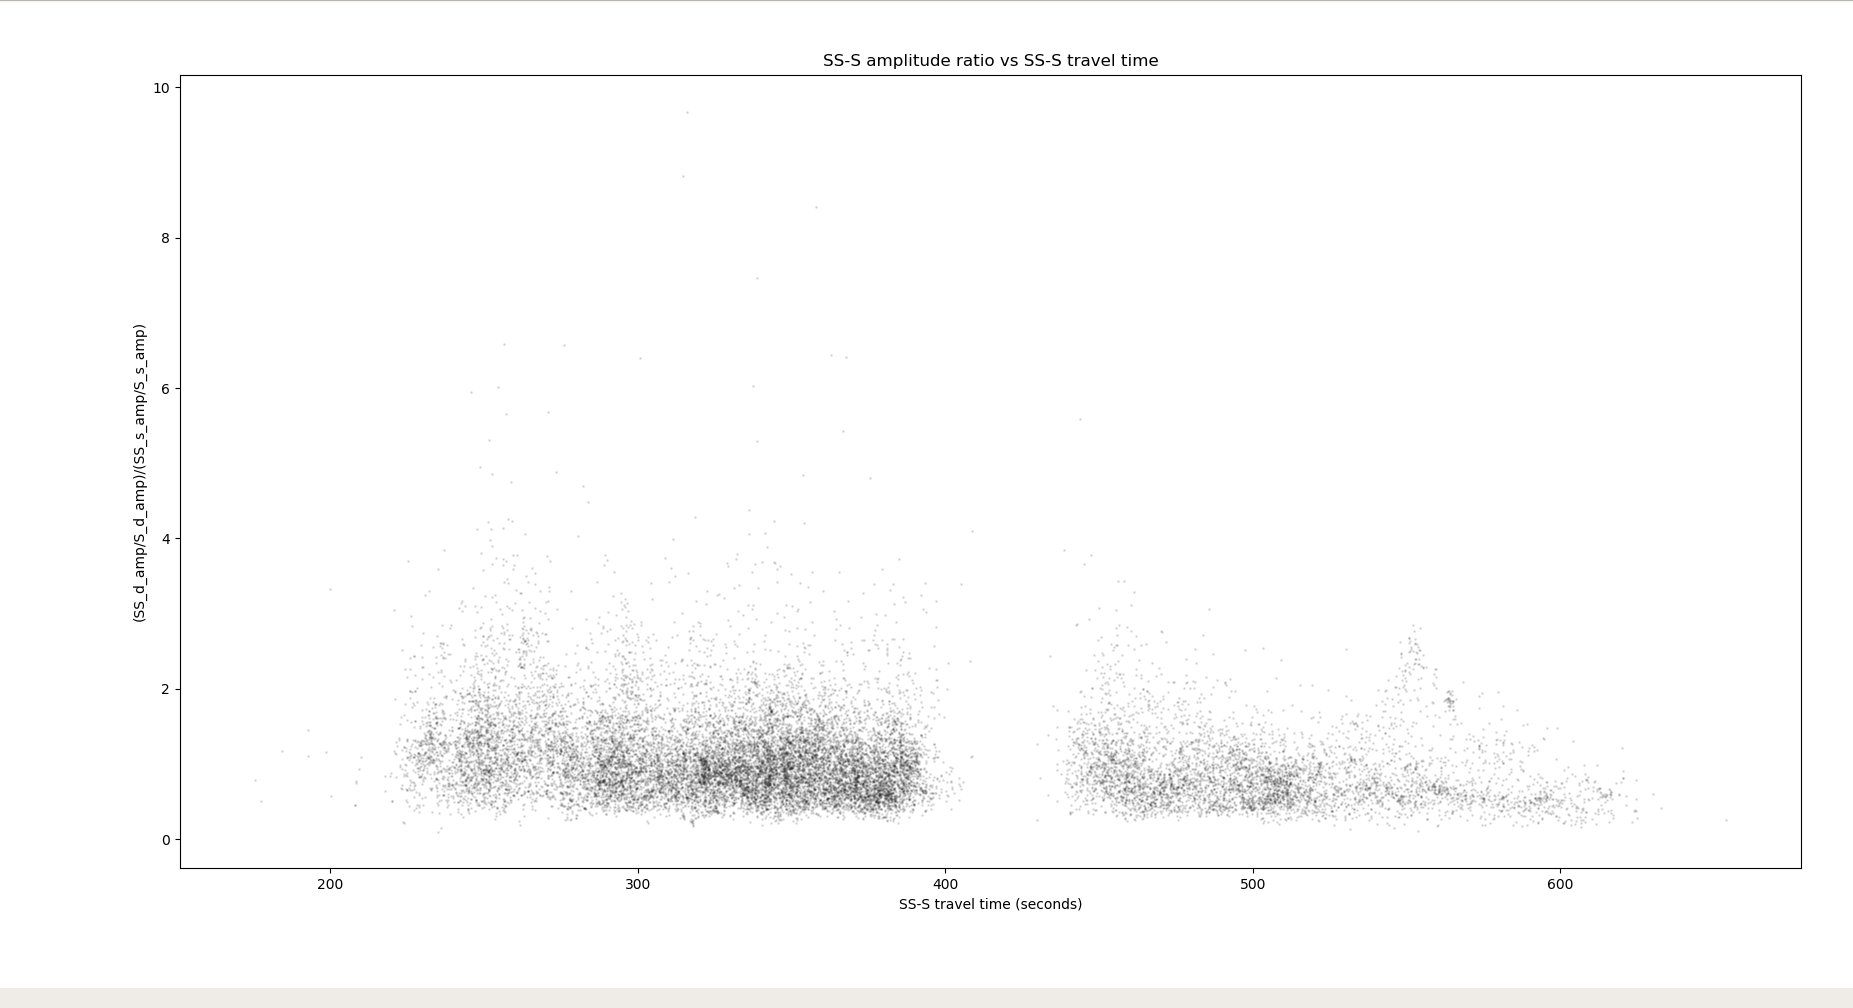 SS-S amplitude ratio vs SS-S travel time
10
8
6
4
2
0
(SS_d_amp/S_d_amp)/(SS_s_amp/S_s_amp)
200 300 400 500 600
SS-S travel time (seconds)